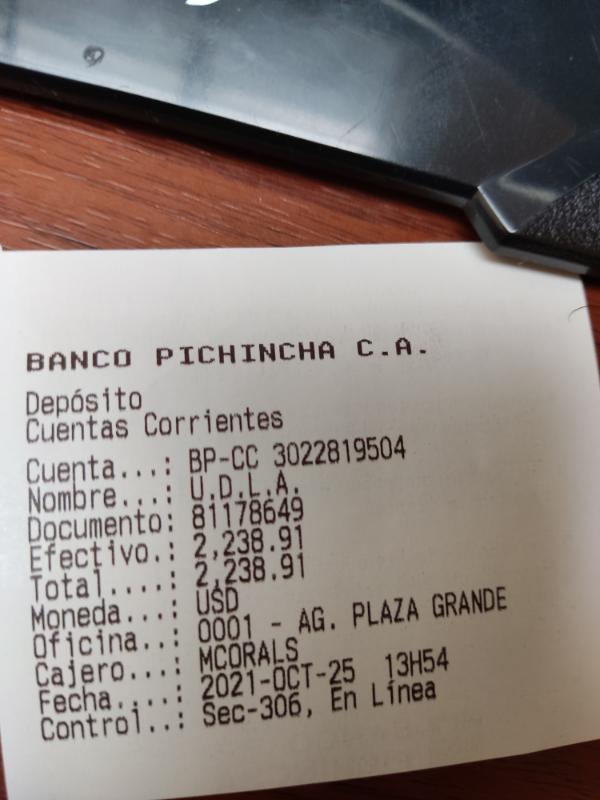 BANCO PICHINCHA C.A.
Depósito
Cuentas Corrientes
Cuenta...: BP-CC 3022819504
Nombre...: U.D.L.A.
Documento: 81178649
Efectivo.: 2,238.91
Total....: 2,238.91
Moneda...: USD
Oficina..: 0001 - AG. PLAZA GRANDE
Cajero...: MCORALS
Fecha....: 2021-OCT-25 13H54
Control..: Sec-306, En Línea